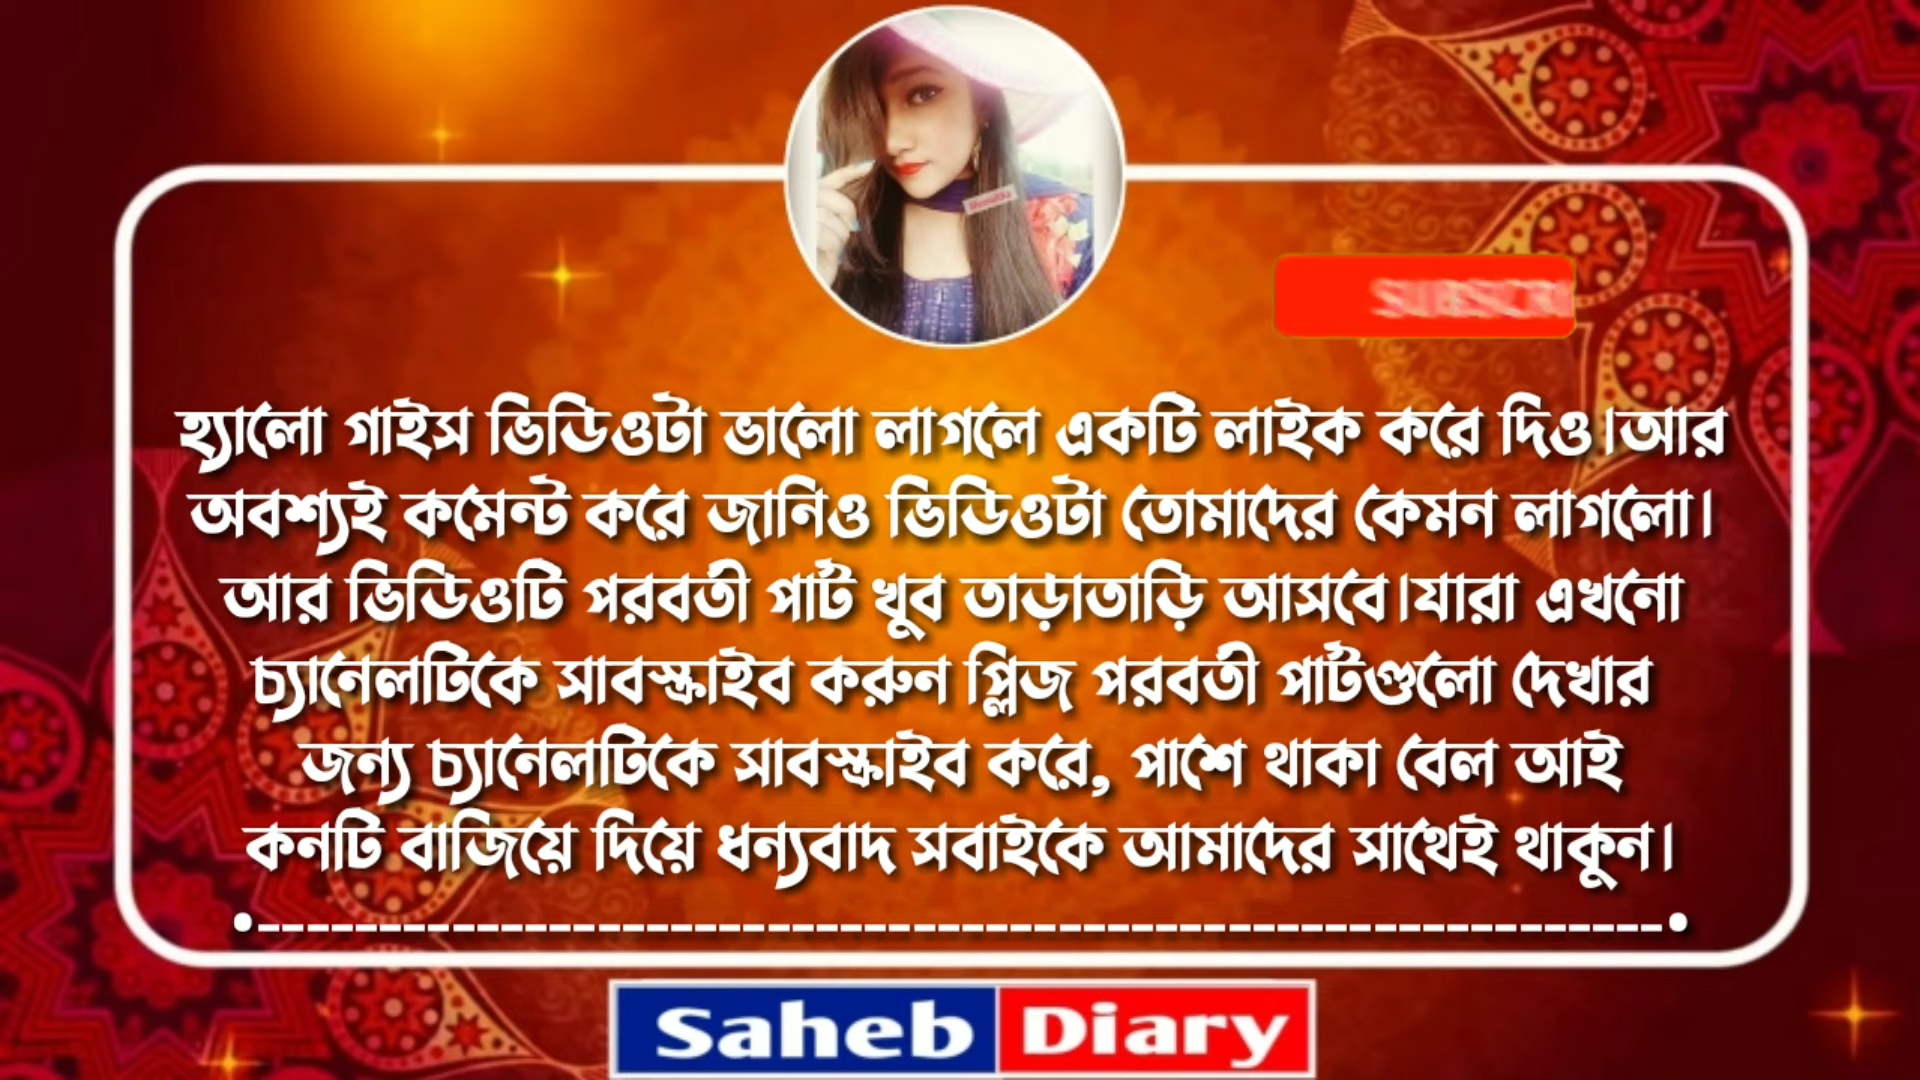 SUBSCRI
হ্যালো গাইস ভিডিওটা ভালো লাগলে একটি লাইক করে দিও।আর
অবশ্যই কমেন্ট করে জানিও ভিডিওটা তোমাদের কেমন লাগলো।
আর ভিডিওটি পরবর্তী পার্ট খুব তাড়াতাড়ি আসবে।যারা এখনো
চ্যানেলটিকে সাবস্ক্রাইব করুন প্লিজ পরবর্তী পার্টগুলো দেখার
জন্য চ্যানেলটিকে সাবস্ক্রাইব করে, পাশে থাকা বেল আই
কনটি বাজিয়ে দিয়ে ধন্যবাদ সবাইকে আমাদের সাথেই থাকুন।
Saheb Diary